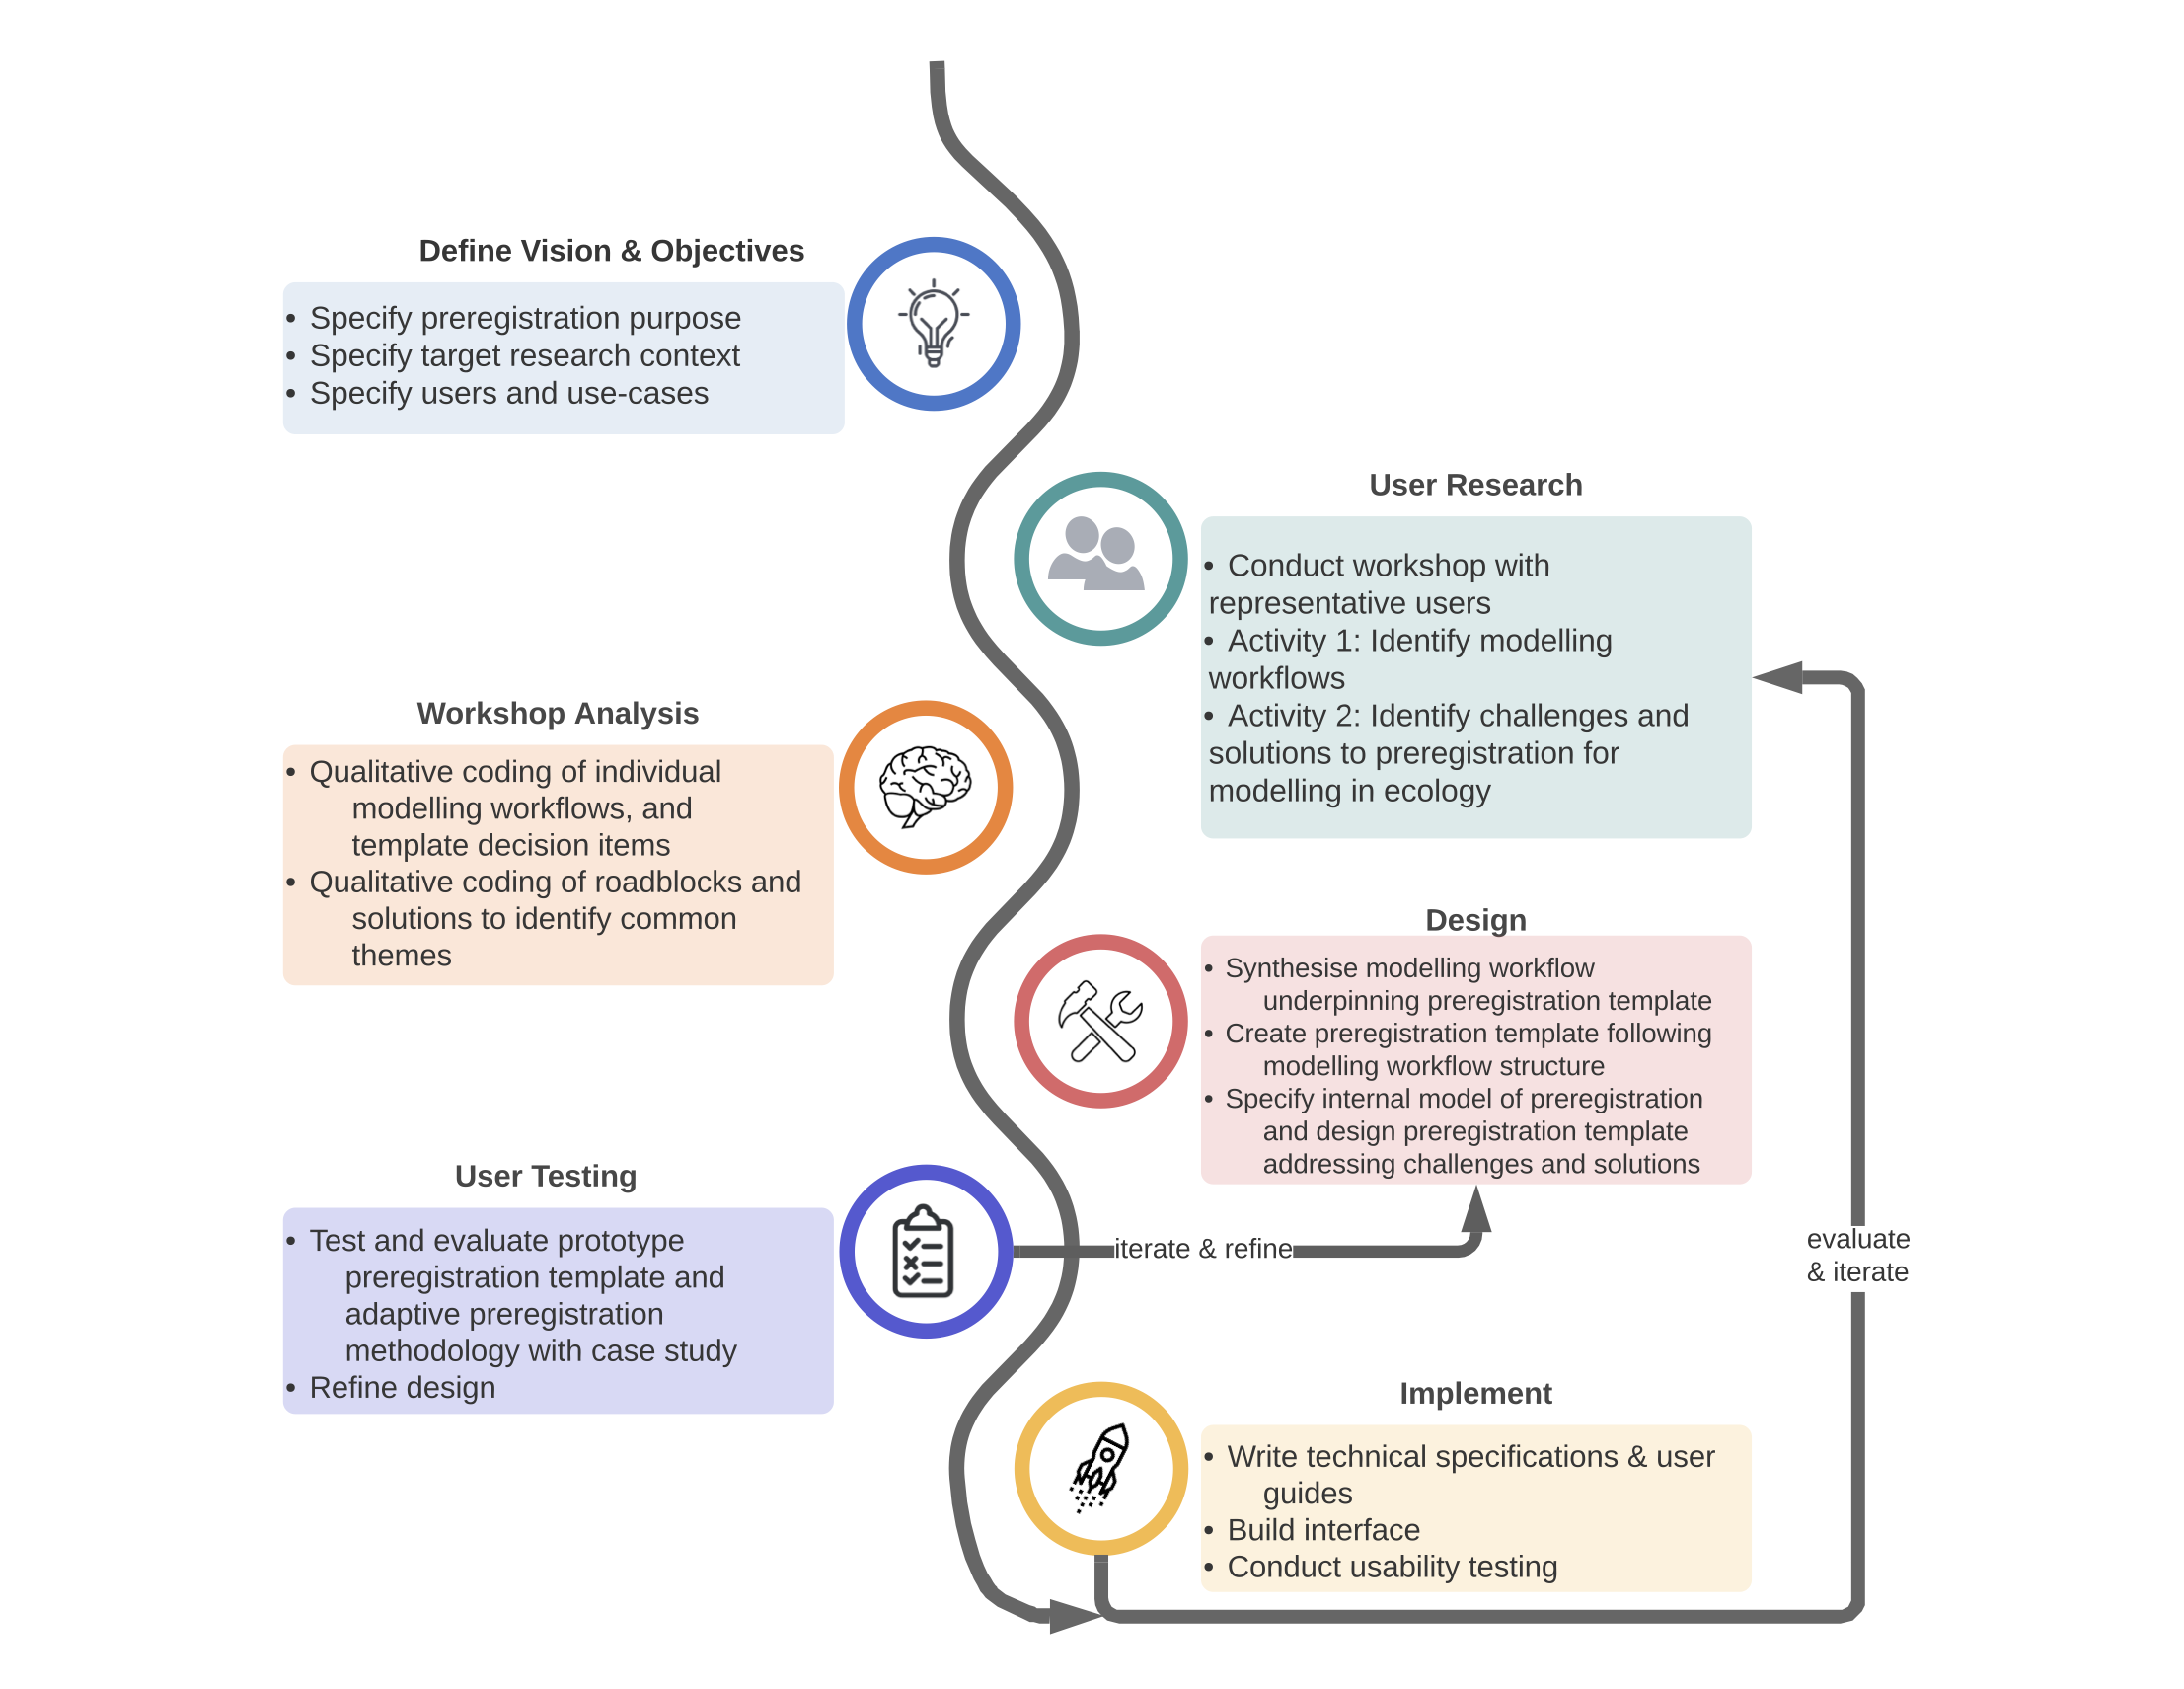 Define Vision & Objectives
• Specify preregistration purpose
• Specify target research context
• Specify users and use-cases
User Research
• Conduct workshop with
representative users
• Activity 1: Identify modelling
workflows
• Activity 2: Identify challenges and
solutions to preregistration for
modelling in ecology
Workshop Analysis
• Qualitative coding of individual
modelling workflows, and
template decision items
• Qualitative coding of roadblocks and
solutions to identify common
themes
Design
• Synthesise modelling workflow
underpinning preregistration template
• Create preregistration template following
modelling workflow structure
• Specify internal model of preregistration
and design preregistration template
addressing challenges and solutions
User Testing
• Test and evaluate prototype
preregistration template and
adaptive preregistration
methodology with case study
• Refine design
iterate & refine
evaluate
& iterate
Implement
• Write technical specifications & user
guides
• Build interface
• Conduct usability testing